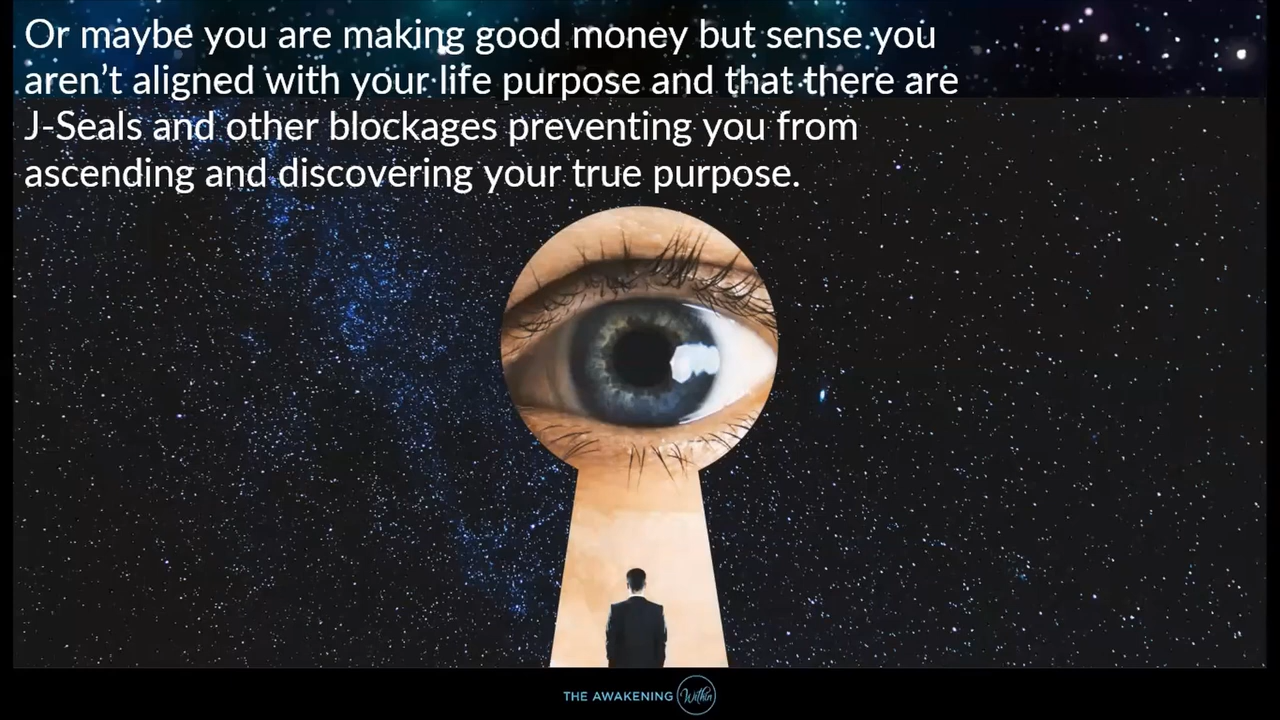 Or maybe you are making good money but sense you
aren’t aligned with your life purpose and that there are
J-Seals and other blockages preventing you from
ascending and discovering your true purpose.
THE AWAKENING Within